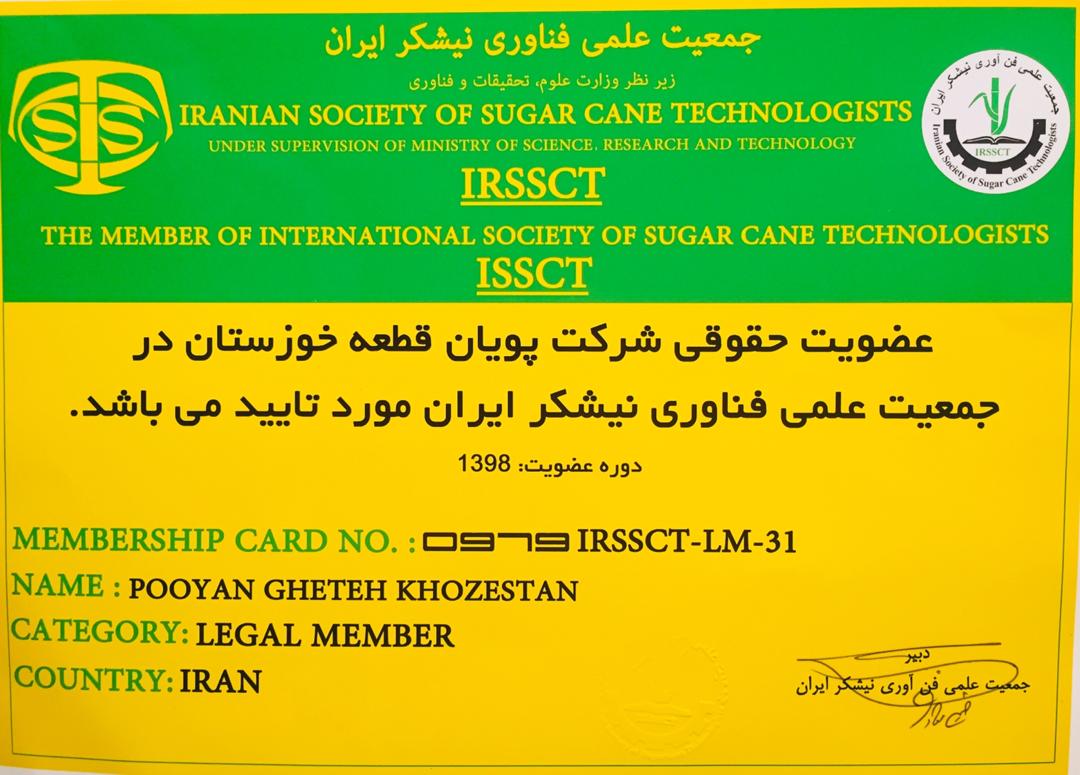 جمعیت علمی فناوری نیشکر ایران
زیر نظر وزارت علوم، تحقیقات و فناوری
IRANIAN SOCIETY OF SUGAR CANE TECHNOLOGISTS
UNDER SUPERVISION OF MINISTRY OF SCIENCE, RESEARCH AND TECHNOLOGY
IRSSCT
THE MEMBER OF INTERNATIONAL SOCIETY OF SUGAR CANE TECHNOLOGISTS
ISSCT
STS
جمعیت علمی فن آوری نیشکر ایران
IRSSCT
Iranian Society of Sugar Cane Technologists
عضویت حقوقی شرکت پویان قطعه خوزستان در
جمعیت علمی فناوری نیشکر ایران مورد تایید می باشد.
دوره عضویت: 1398
MEMBERSHIP CARD NO. : 0979 IRSSCT-LM-31
NAME : POOYAN GHETEH KHOZESTAN
CATEGORY: LEGAL MEMBER
COUNTRY: IRAN
دبیر
جمعیت علمی فن آوری نیشکر ایران